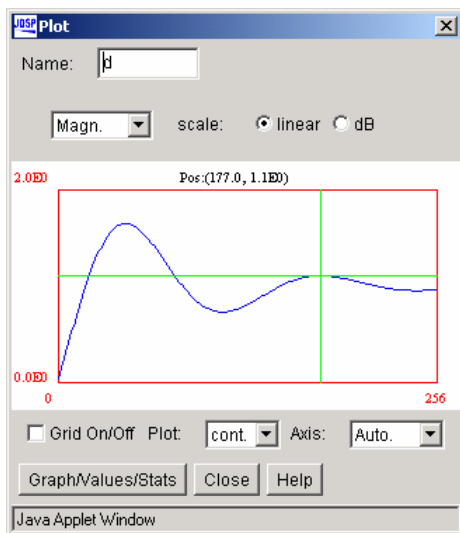 JDSP Plot
Name: d
Magn. scale: linear dB
2.0E0 Pos:(177.0, 1.1E0)
0.0E0
0 256
Grid On/Off Plot: cont. Axis: Auto.
Graph/Values/Stats Close Help
Java Applet Window